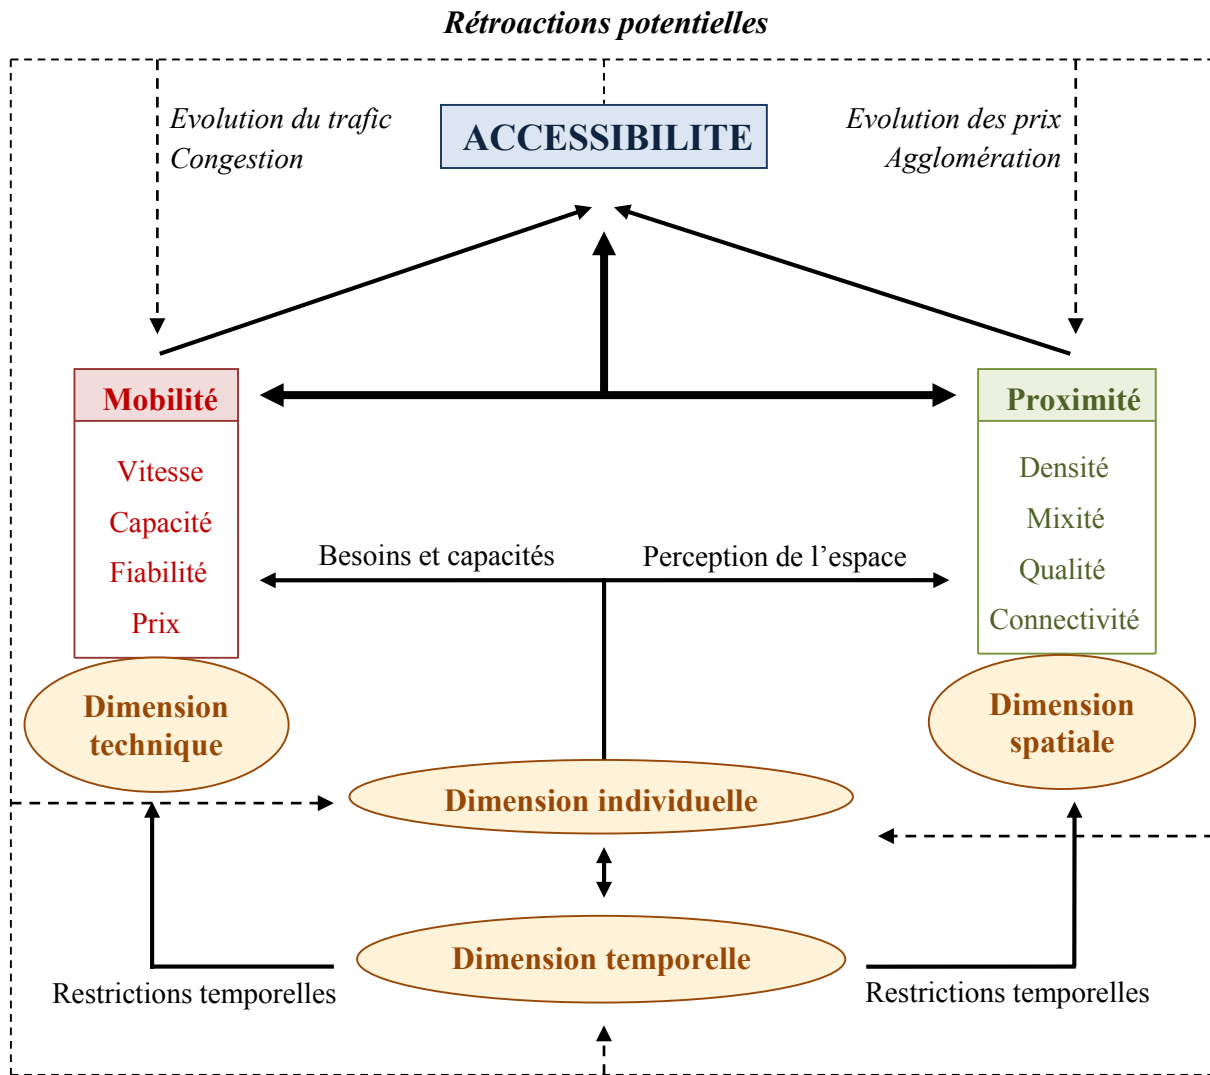 Rétroactions potentielles
Evolution du trafic
Congestion
ACCESSIBILITE
Evolution des prix
Agglomération
Mobilité
Vitesse
Capacité
Fiabilité
Prix
Proximité
Densité
Mixité
Qualité
Connectivité
Besoins et capacités
Perception de l’espace
Dimension
technique
Dimension
spatiale
Dimension individuelle
Dimension temporelle
Restrictions temporelles
Restrictions temporelles